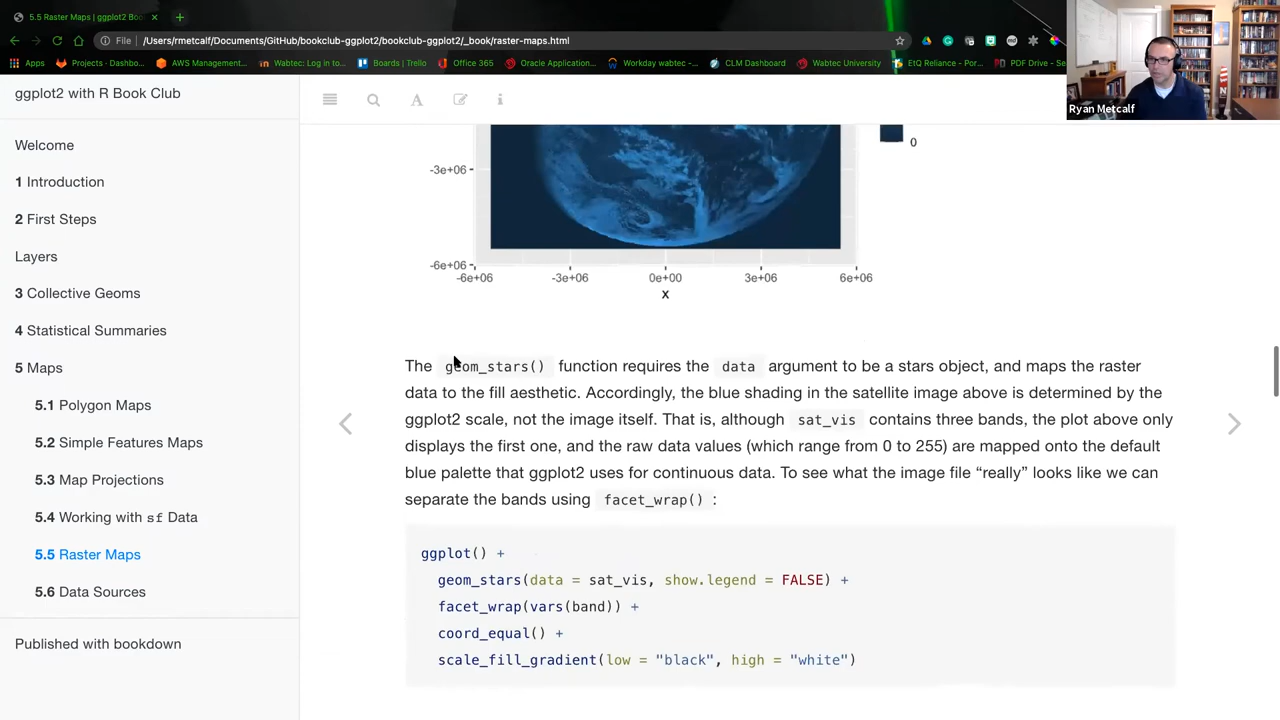 5.5 Raster Maps | ggplot2 Bo
File | /Users/rmetcalf/Documents/GitHub/bookclub-ggplot2/bookclub-ggplot2/_book/raster-maps.html
Apps
Projects - Dashbo...
AWS Management...
Wabtec: Log in to...
Boards | Trello
Office 365
Oracle Application...
Workday wabtec -...
CLM Dashboard
Wabtec University
EtQ Reliance - Por...
PDF Drive - Se
Ryan Metcalf
ggplot2 with R Book Club
Welcome
1 Introduction
2 First Steps
Layers
3 Collective Geoms
4 Statistical Summaries
5 Maps
5.1 Polygon Maps
5.2 Simple Features Maps
5.3 Map Projections
5.4 Working with sf Data
5.5 Raster Maps
5.6 Data Sources
Published with bookdown
0
-3e+06
-6e+06
-6e+06 -3e+06 0e+00 3e+06 6e+06
x
The geom_stars() function requires the data argument to be a stars object, and maps the raster
data to the fill aesthetic. Accordingly, the blue shading in the satellite image above is determined by the
ggplot2 scale, not the image itself. That is, although sat_vis contains three bands, the plot above only
displays the first one, and the raw data values (which range from 0 to 255) are mapped onto the default
blue palette that ggplot2 uses for continuous data. To see what the image file “really” looks like we can
separate the bands using facet_wrap() :
ggplot() +
geom_stars(data = sat_vis, show.legend = FALSE) +
facet_wrap(vars(band)) +
coord_equal() +
scale_fill_gradient(low = "black", high = "white")